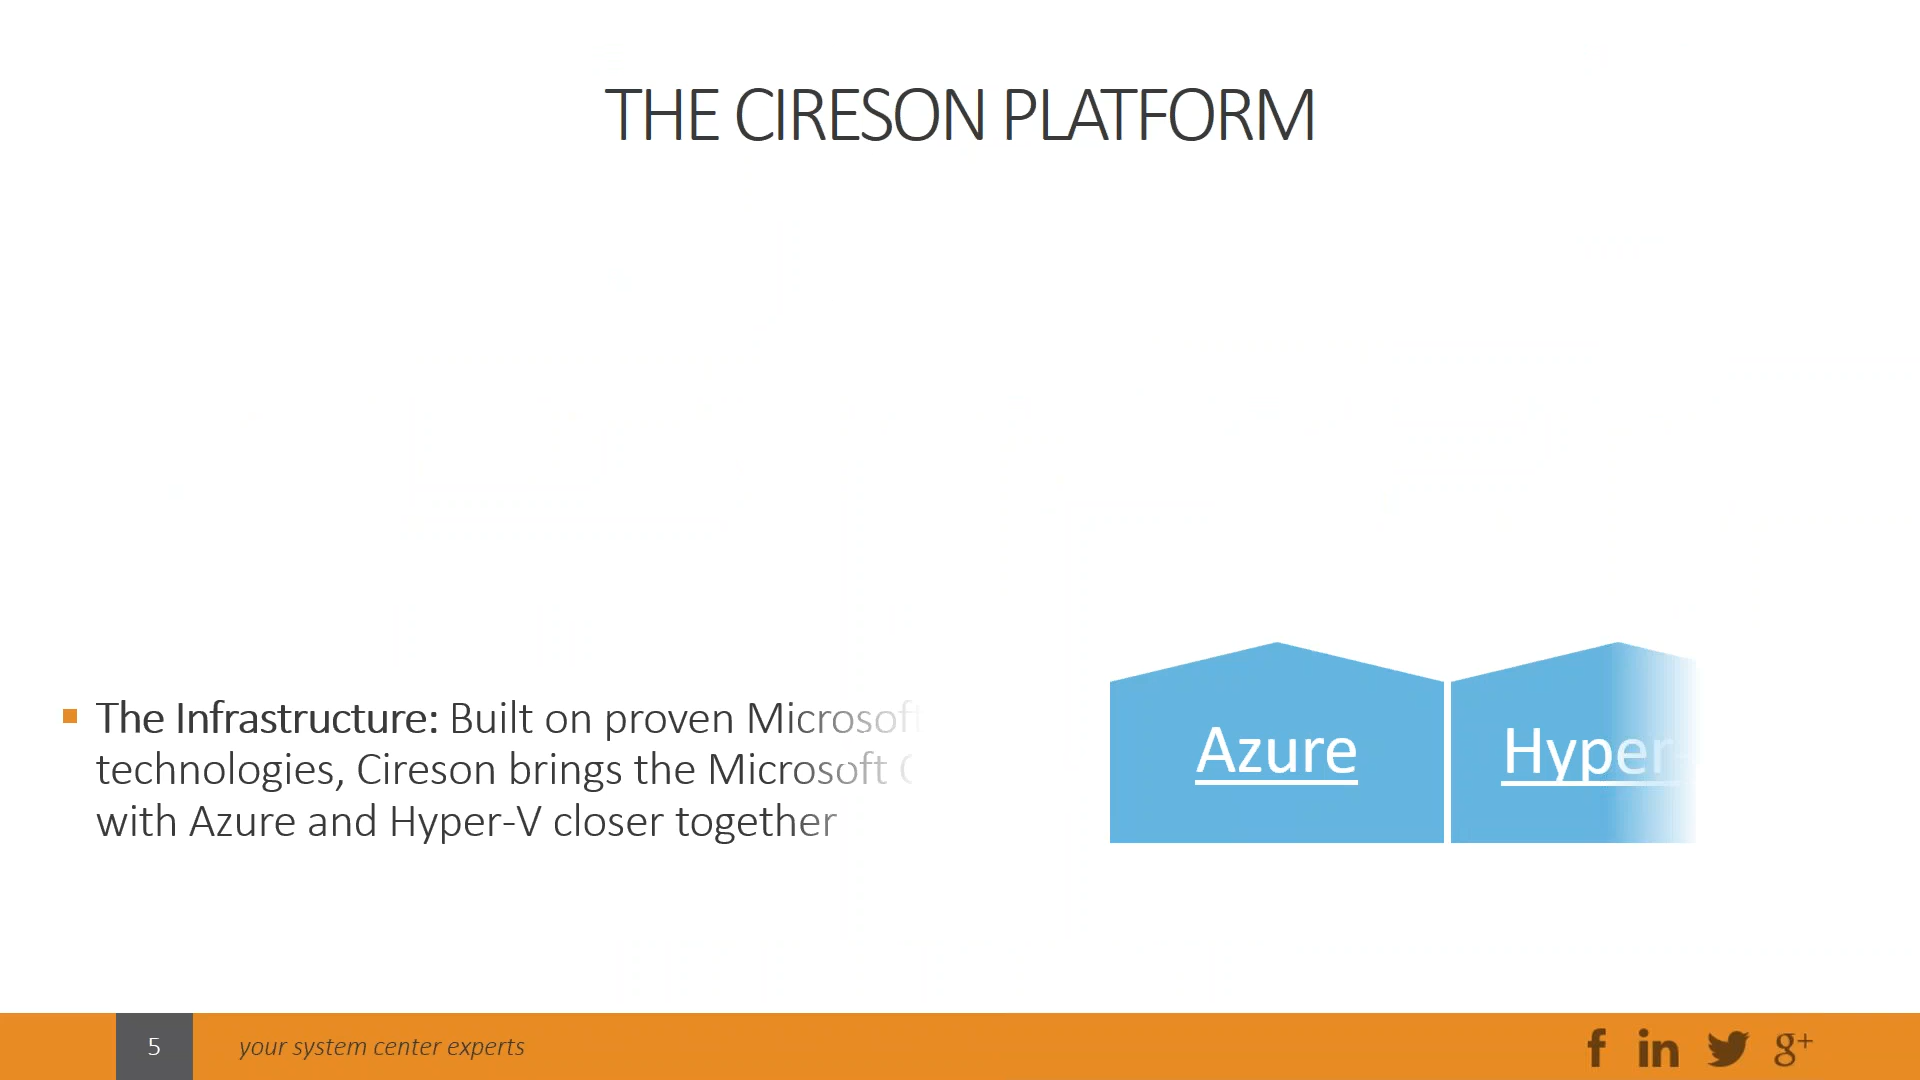 THE CIRESON PLATFORM
The Infrastructure: Built on proven Microsoft
technologies, Cireson brings the Microsoft
with Azure and Hyper-V closer together
Azure
Hyper-
5
your system center experts
f in g+